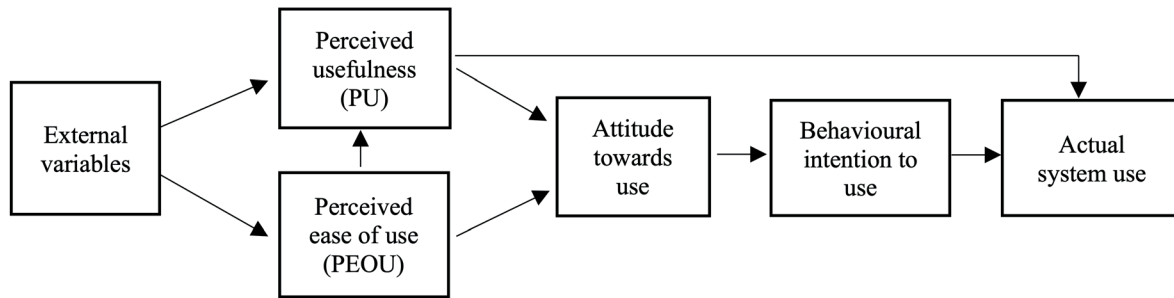 External
variables
Perceived
usefulness
(PU)
Perceived
ease of use
(PEOU)
Attitude
towards
use
Behavioural
intention to
use
Actual
system use